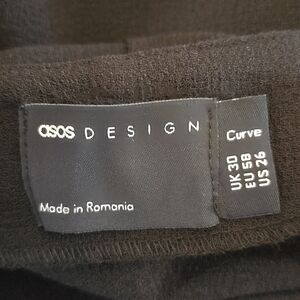 asos DESIGN
Made in Romania
Curve
UK 30
EU 58
US 26